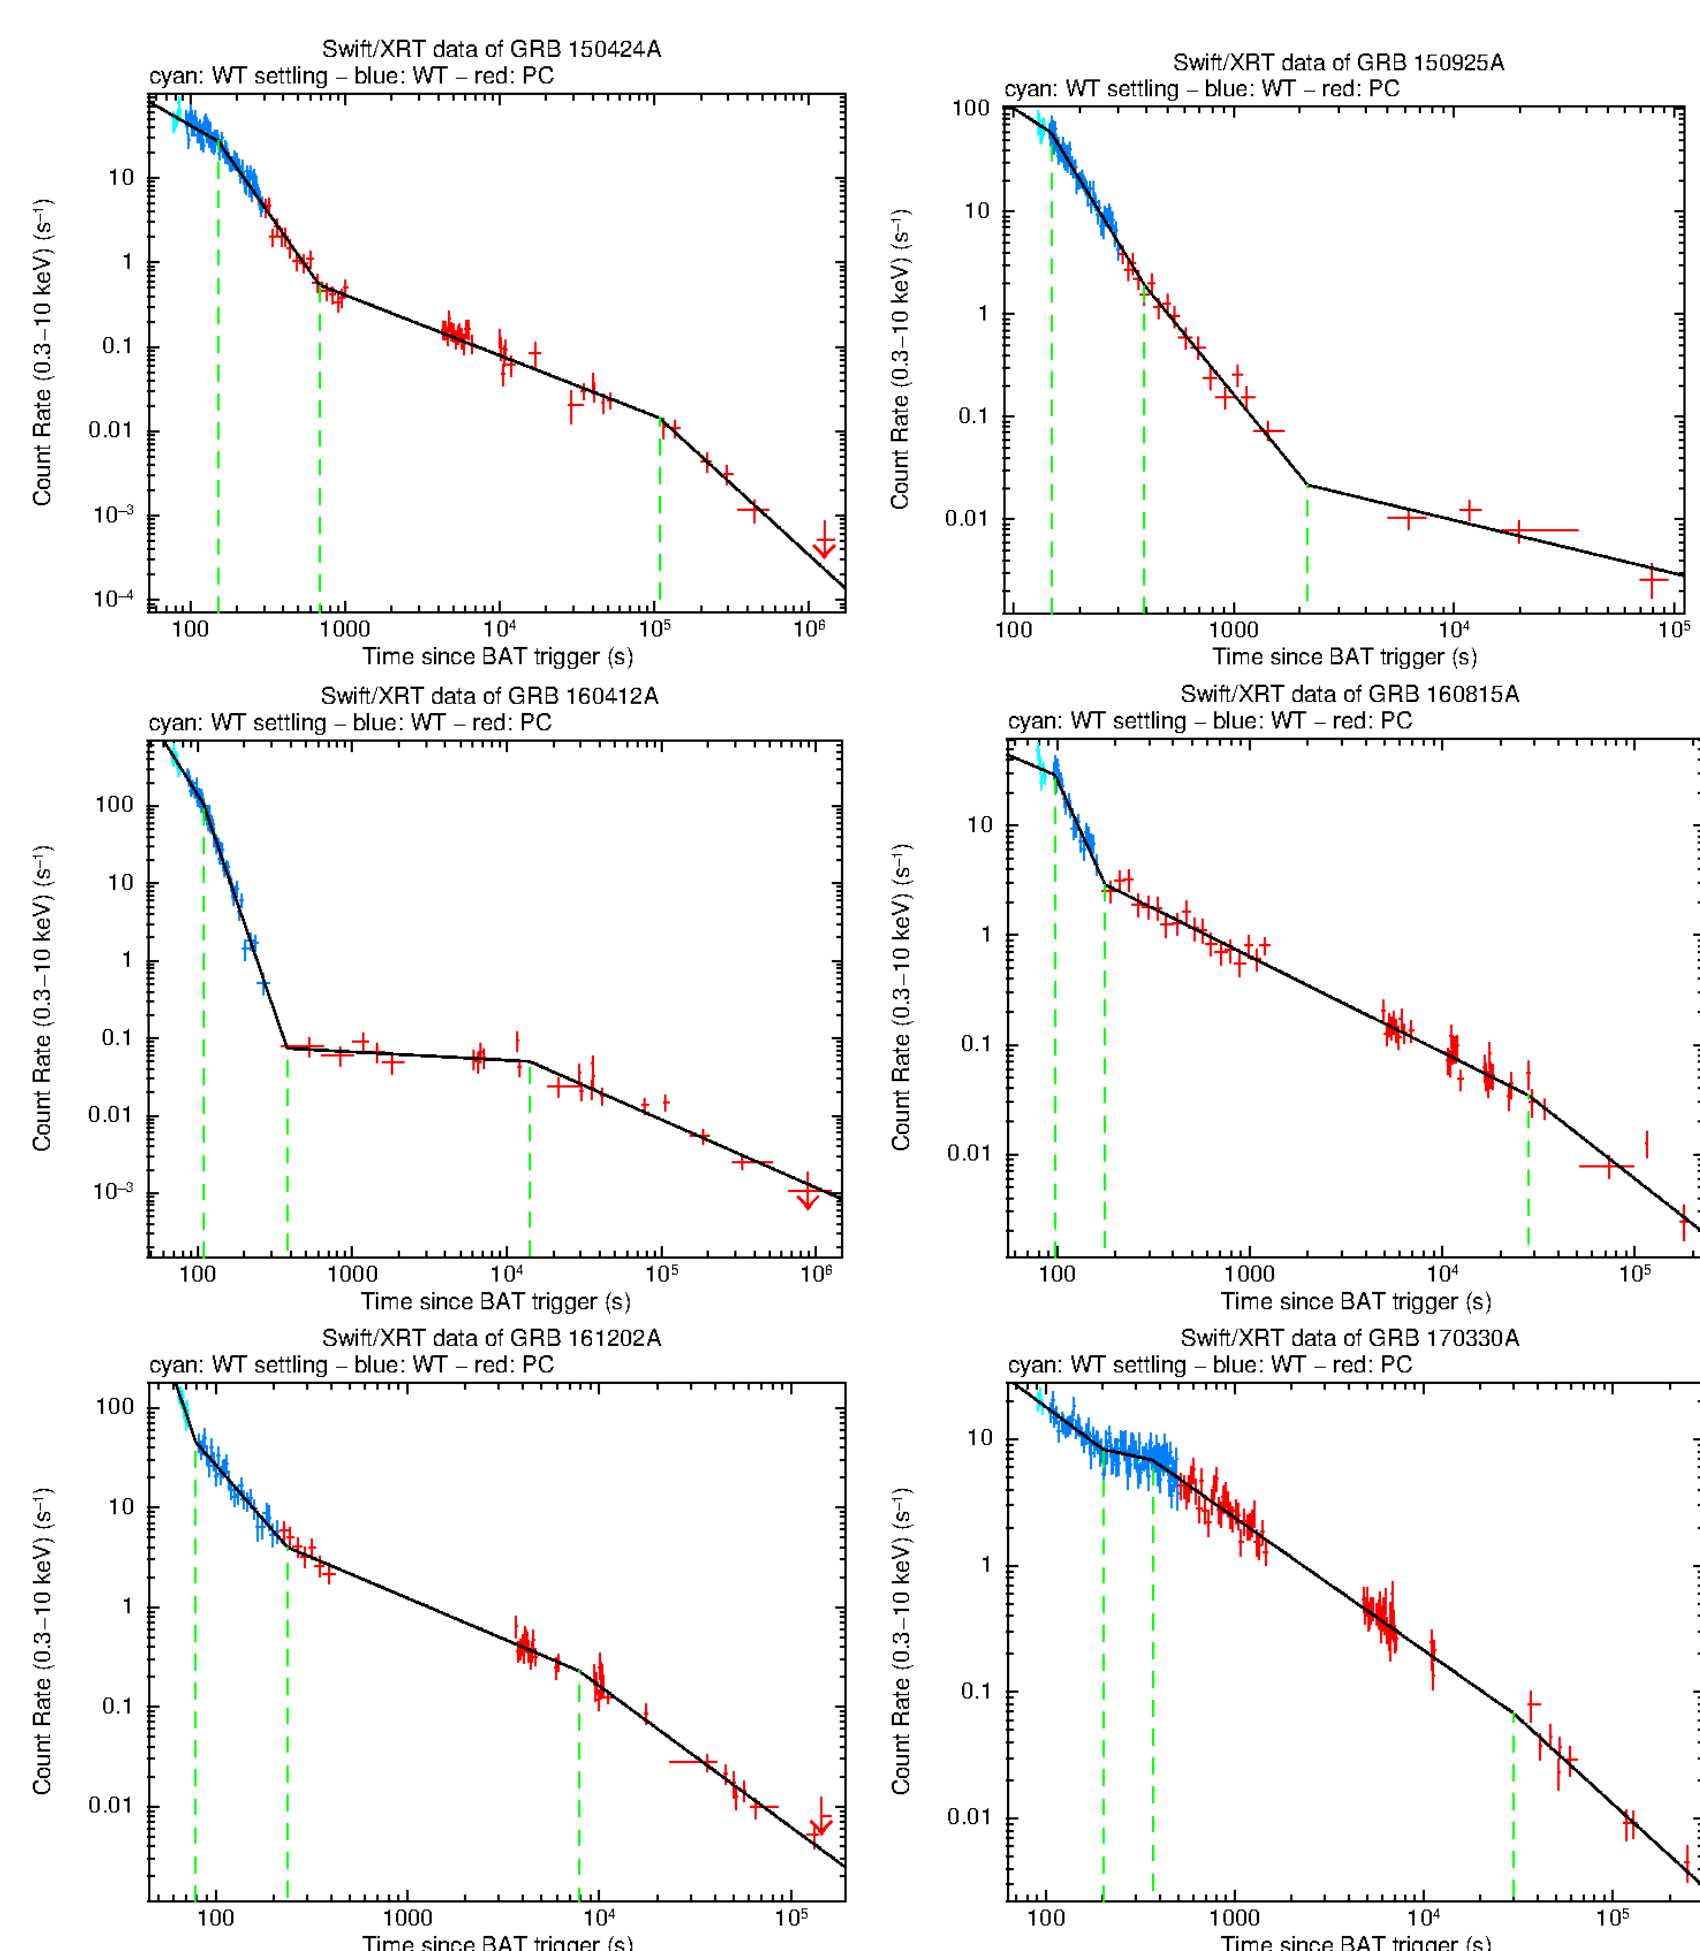 Swift/XRT data of GRB 150424A
cyan: WT settling – blue: WT – red: PC
Count Rate (0.3–10 keV) (s⁻¹)
10
1
0.1
0.01
10⁻³
10⁻⁴
100 1000 10⁴ 10⁵ 10⁶
Time since BAT trigger (s)
Swift/XRT data of GRB 150925A
cyan: WT settling – blue: WT – red: PC
Count Rate (0.3–10 keV) (s⁻¹)
100
10
1
0.1
0.01
100 1000 10⁴ 10⁵
Time since BAT trigger (s)
Swift/XRT data of GRB 160412A
cyan: WT settling – blue: WT – red: PC
Count Rate (0.3–10 keV) (s⁻¹)
100
10
1
0.1
0.01
10⁻³
100 1000 10⁴ 10⁵ 10⁶
Time since BAT trigger (s)
Swift/XRT data of GRB 160815A
cyan: WT settling – blue: WT – red: PC
Count Rate (0.3–10 keV) (s⁻¹)
10
1
0.1
0.01
100 1000 10⁴ 10⁵
Time since BAT trigger (s)
Swift/XRT data of GRB 161202A
cyan: WT settling – blue: WT – red: PC
Count Rate (0.3–10 keV) (s⁻¹)
100
10
1
0.1
0.01
100 1000 10⁴ 10⁵
Time since BAT trigger (s)
Swift/XRT data of GRB 170330A
cyan: WT settling – blue: WT – red: PC
Count Rate (0.3–10 keV) (s⁻¹)
10
1
0.1
0.01
100 1000 10⁴ 10⁵
Time since BAT trigger (s)